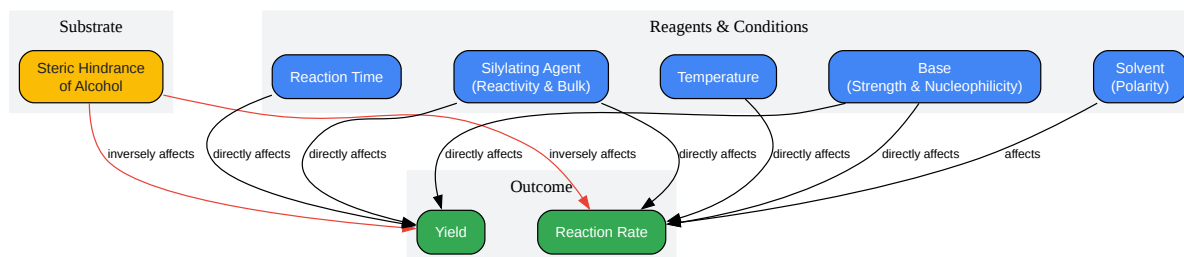 Substrate
Reagents & Conditions
Steric Hindrance
of Alcohol
Reaction Time
Silylating Agent
(Reactivity & Bulk)
Temperature
Base
(Strength & Nucleophilicity)
Solvent
(Polarity)
inversely affects
directly affects
directly affects
directly affects
inversely affects
directly affects
directly affects
directly affects
affects
Outcome
Yield
Reaction Rate